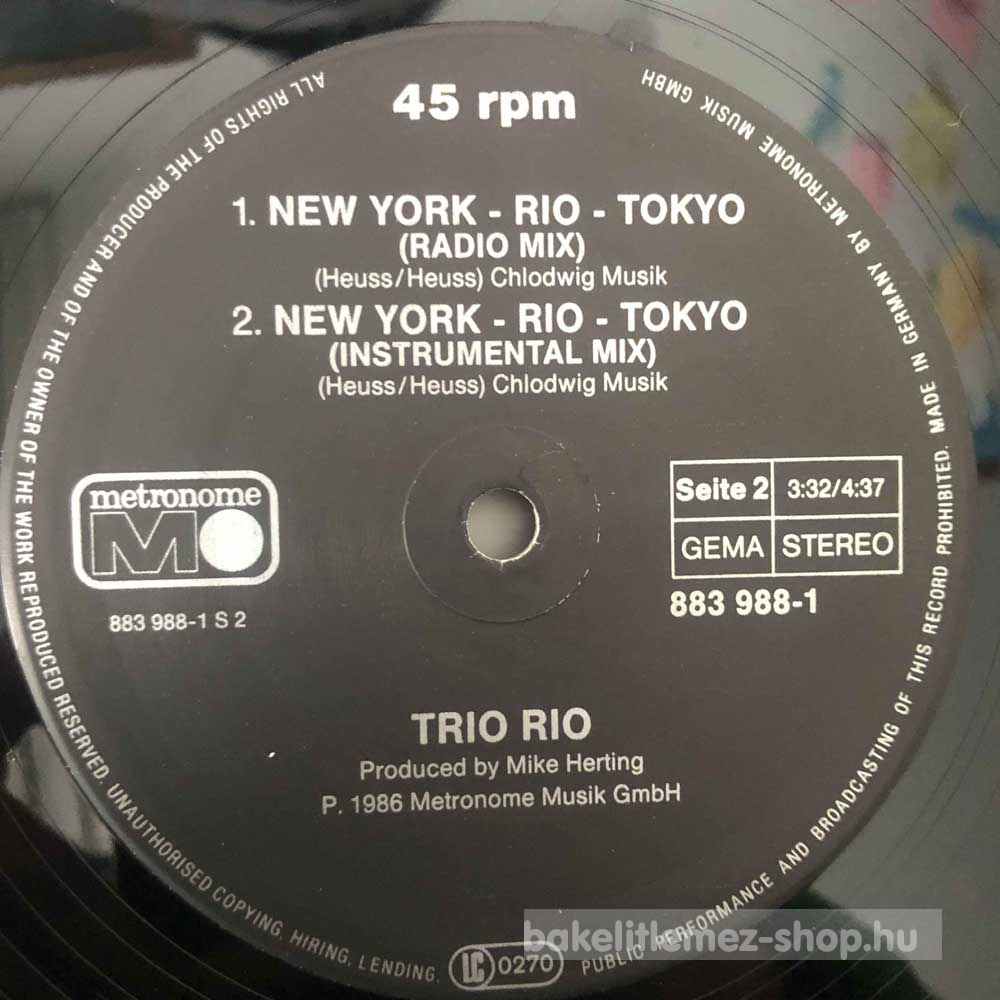 45 rpm
1. NEW YORK - RIO - TOKYO
(RADIO MIX)
(Heuss/Heuss) Chlodwig Musik
2. NEW YORK - RIO - TOKYO
(INSTRUMENTAL MIX)
(Heuss/Heuss) Chlodwig Musik
metronome
M
883 988-1 S 2
Seite 2 3:32/4:37
GEMA STEREO
883 988-1
TRIO RIO
Produced by Mike Herting
P. 1986 Metronome Musik GmbH
ALL RIGHTS OF THE PRODUCER AND OF THE OWNER OF THE WORK REPRODUCED RESERVED. UNAUTHORISED COPYING, HIRING, LENDING, PUBLIC PERFORMANCE AND BROADCASTING OF THIS RECORD PROHIBITED. MADE IN GERMANY BY METRONOME MUSIK GMBH
LC 0270
bakelitlemez-shop.hu